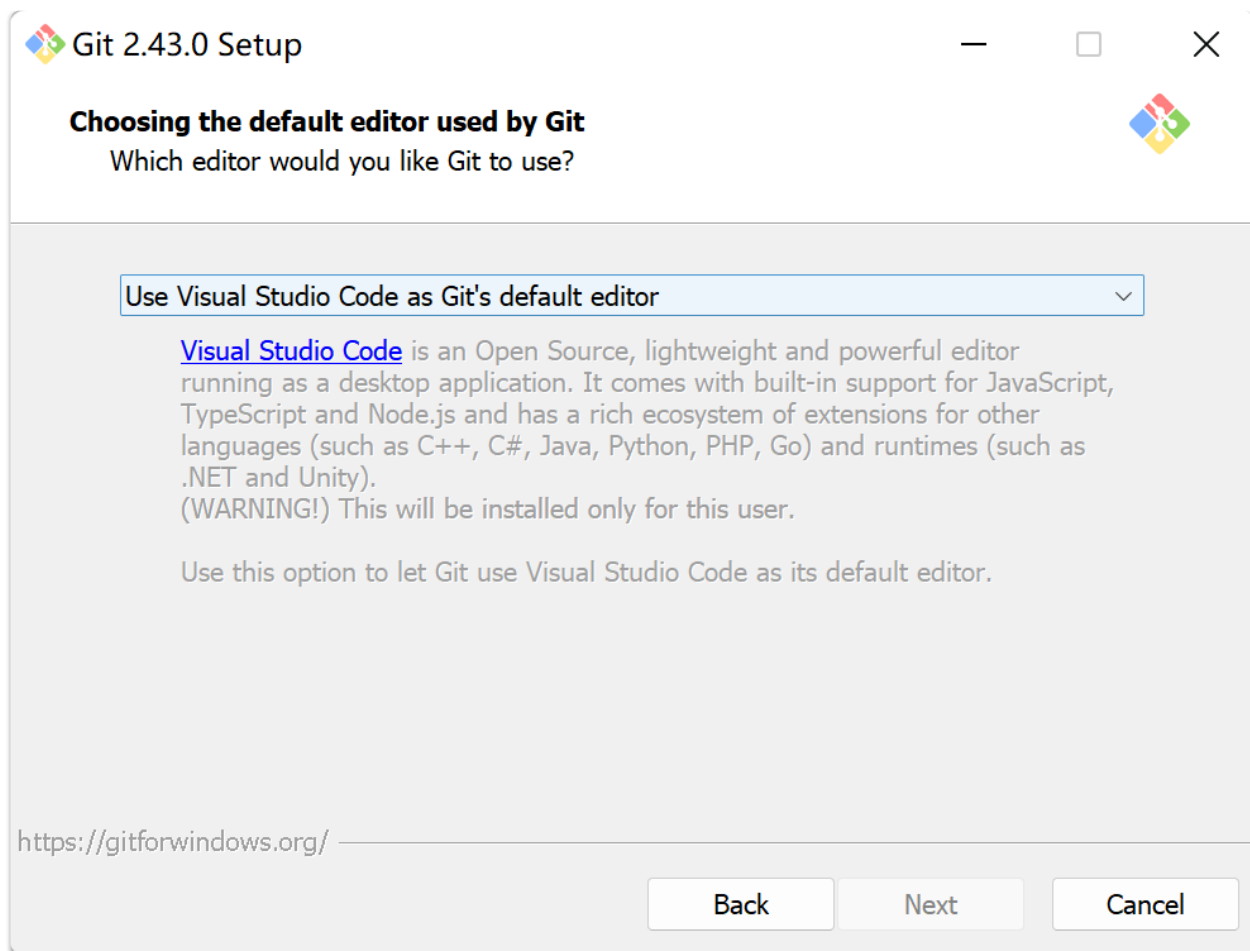 Git 2.43.0 Setup
Choosing the default editor used by Git
Which editor would you like Git to use?
Use Visual Studio Code as Git's default editor
Visual Studio Code is an Open Source, lightweight and powerful editor
running as a desktop application. It comes with built-in support for JavaScript,
TypeScript and Node.js and has a rich ecosystem of extensions for other
languages (such as C++, C#, Java, Python, PHP, Go) and runtimes (such as
.NET and Unity).
(WARNING!) This will be installed only for this user.
Use this option to let Git use Visual Studio Code as its default editor.
https://gitforwindows.org/
Back Next Cancel